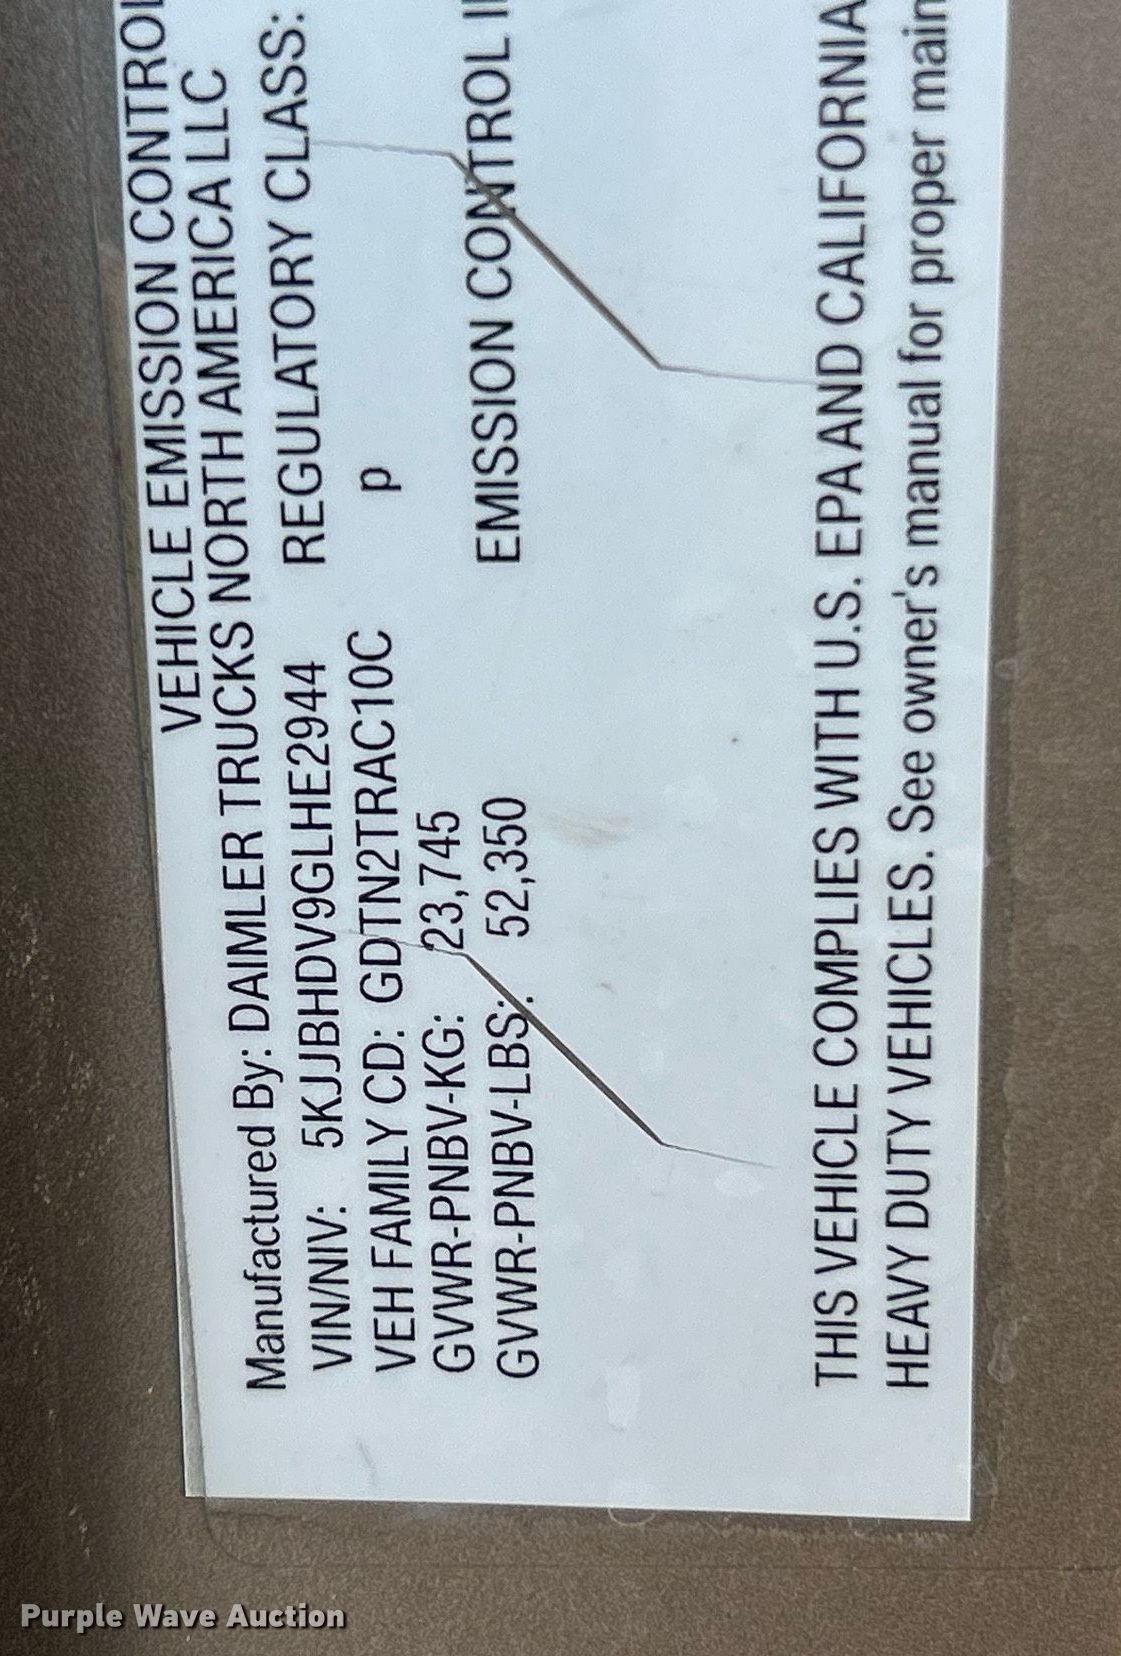 VEHICLE EMISSION CONTROL
Manufactured By: DAIMLER TRUCKS NORTH AMERICA LLC
VIN/NIV: 5KJJBHDV9GLHE2944 REGULATORY CLASS:
VEH FAMILY CD: GDTN2TRAC10C p
GVWR-PNBV-KG: 23,745
GVWR-PNBV-LBS: 52,350 EMISSION CONTROL
THIS VEHICLE COMPLIES WITH U.S. EPA AND CALIFORNIA
HEAVY DUTY VEHICLES. See owner's manual for proper main
Purple Wave Auction